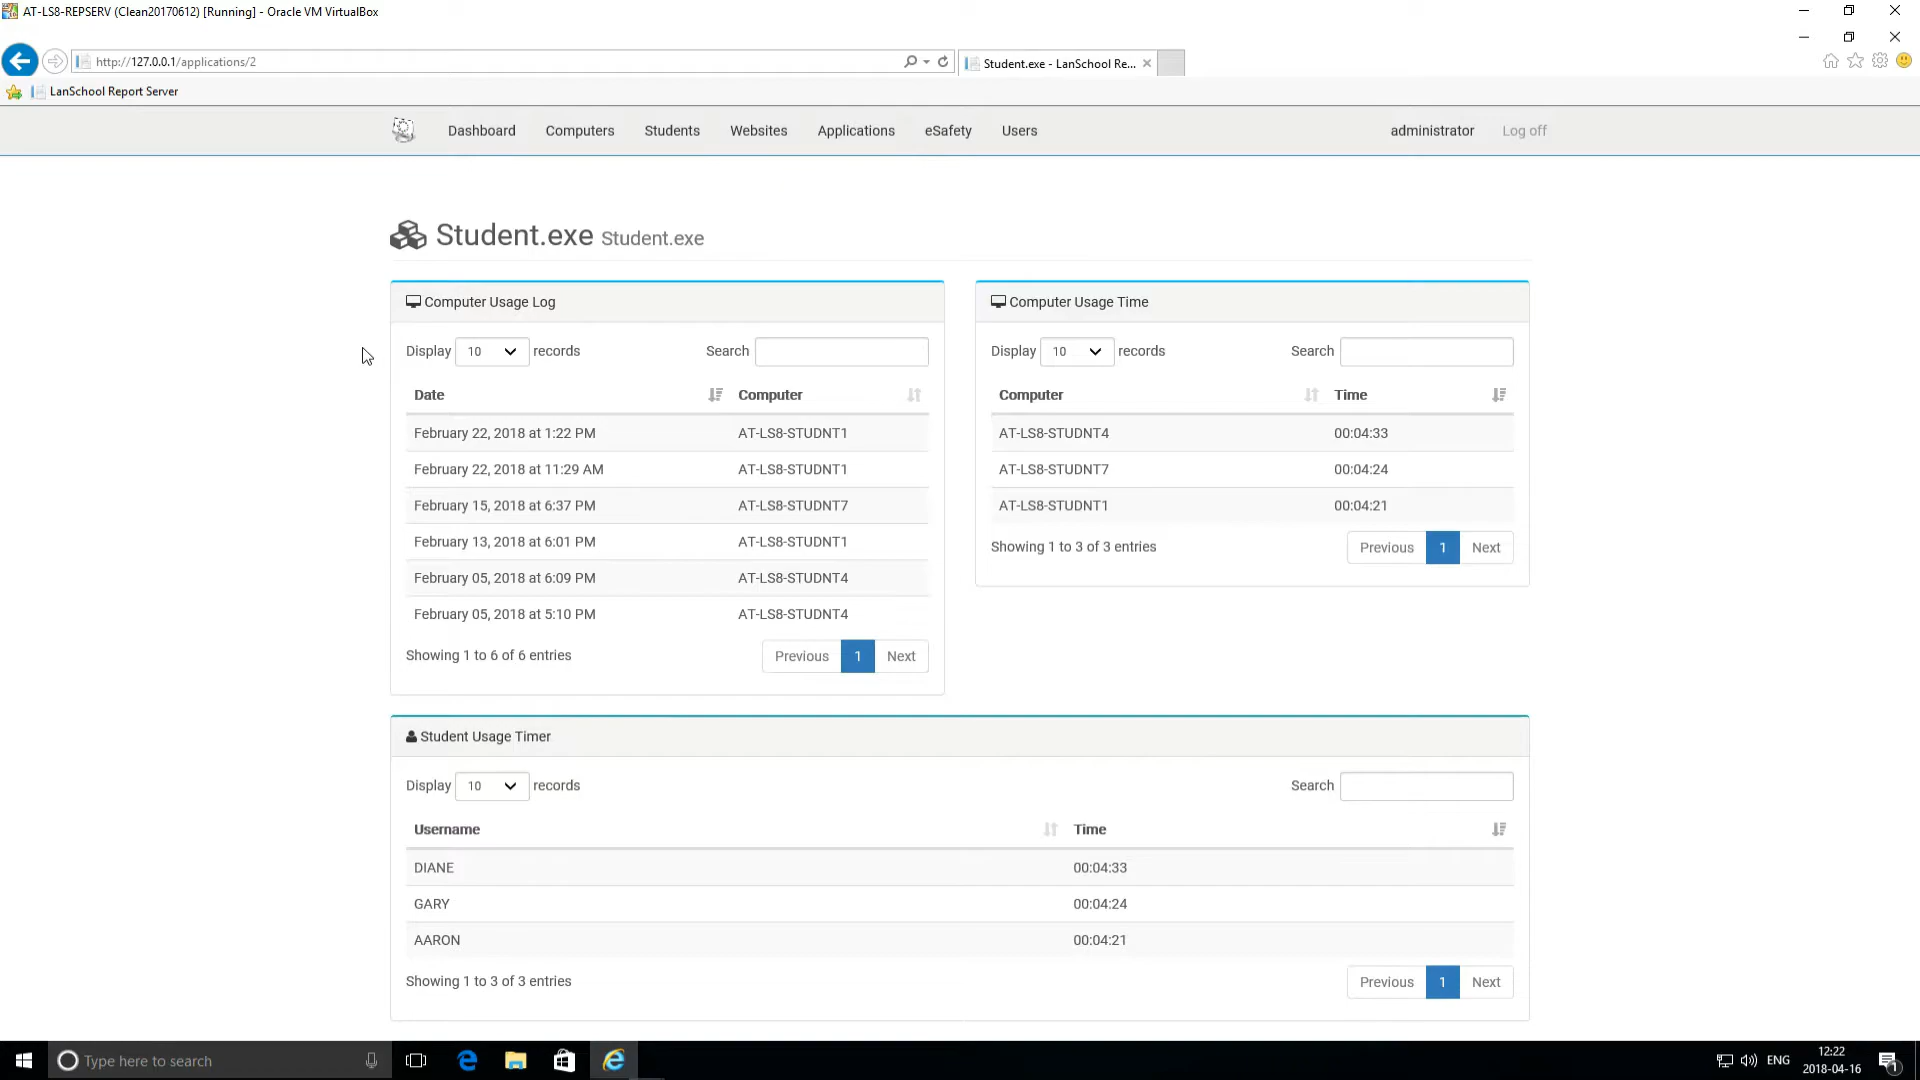 AT-LS8-REPSERV (Clean20170612) [Running] - Oracle VM VirtualBox
http://127.0.0.1/applications/2
Student.exe - LanSchool Re...
LanSchool Report Server
Dashboard Computers Students Websites Applications eSafety Users administrator Log off
Student.exe Student.exe
Computer Usage Log
Display 10 records Search
Date Computer
February 22, 2018 at 1:22 PM AT-LS8-STUDNT1
February 22, 2018 at 11:29 AM AT-LS8-STUDNT1
February 15, 2018 at 6:37 PM AT-LS8-STUDNT7
February 13, 2018 at 6:01 PM AT-LS8-STUDNT1
February 05, 2018 at 6:09 PM AT-LS8-STUDNT4
February 05, 2018 at 5:10 PM AT-LS8-STUDNT4
Showing 1 to 6 of 6 entries Previous 1 Next
Computer Usage Time
Display 10 records Search
Computer Time
AT-LS8-STUDNT4 00:04:33
AT-LS8-STUDNT7 00:04:24
AT-LS8-STUDNT1 00:04:21
Showing 1 to 3 of 3 entries Previous 1 Next
Student Usage Timer
Display 10 records Search
Username Time
DIANE 00:04:33
GARY 00:04:24
AARON 00:04:21
Showing 1 to 3 of 3 entries Previous 1 Next
Type here to search
ENG
12:22
2018-04-16
1